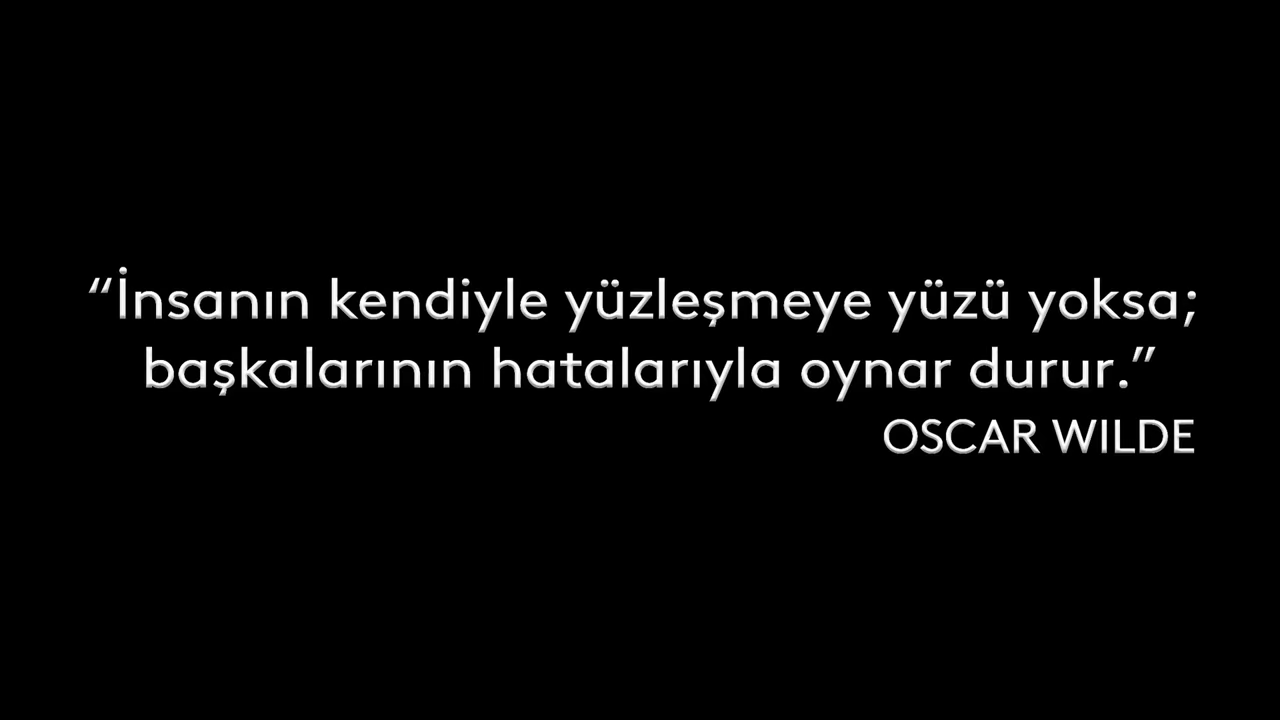 “İnsanın kendiyle yüzleşmeye yüzü yoksa;
başkalarının hatalarıyla oynar durur.”
OSCAR WILDE